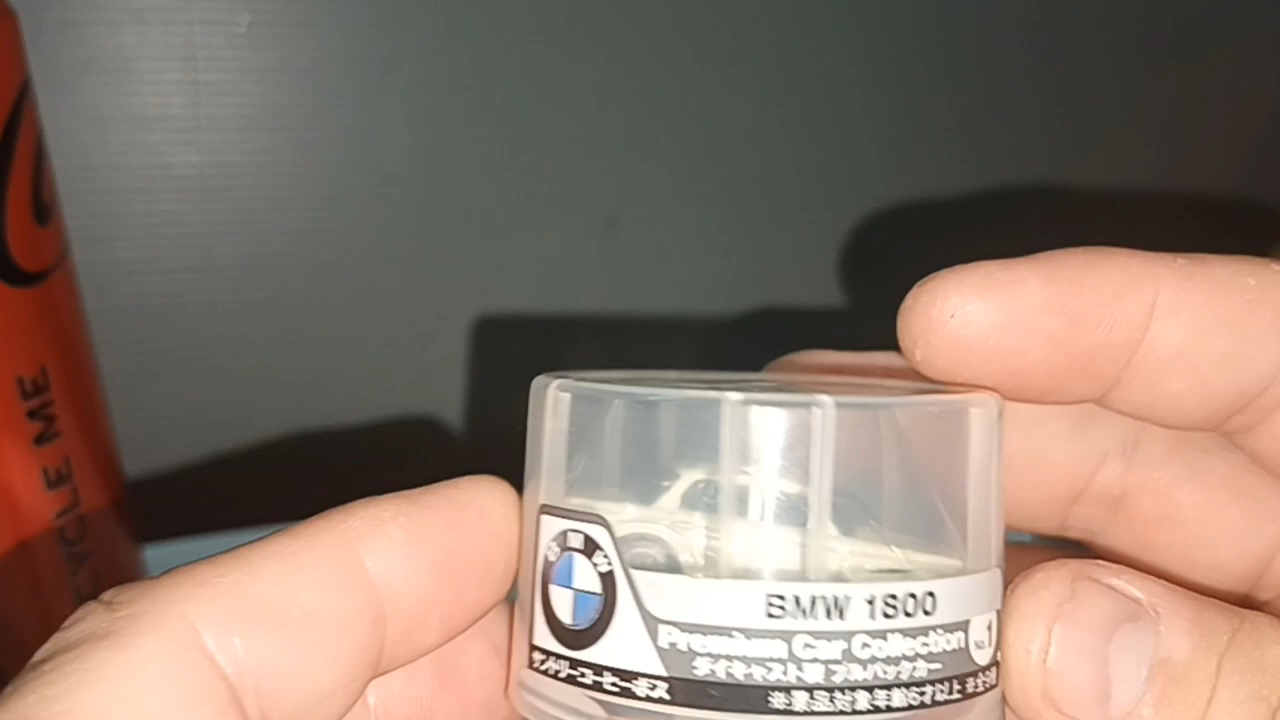 CYCLE ME
BMW
BMW 1800
Premium Car Collection No.1
ダイキャスト製 プルバックカー
サントリーコーヒーボス
※景品対象年齢6才以上 ※全9種